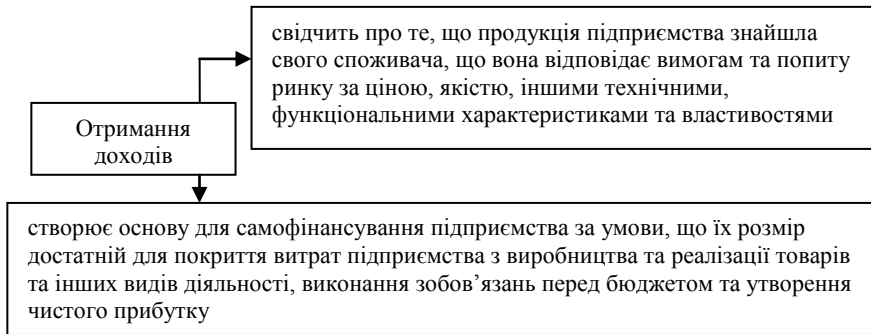 свідчить про те, що продукція підприємства знайшла
свого споживача, що вона відповідає вимогам та попиту
ринку за ціною, якістю, іншими технічними,
функціональними характеристиками та властивостями
Отримання
доходів
створює основу для самофінансування підприємства за умови, що їх розмір
достатній для покриття витрат підприємства з виробництва та реалізації товарів
та інших видів діяльності, виконання зобов’язань перед бюджетом та утворення
чистого прибутку